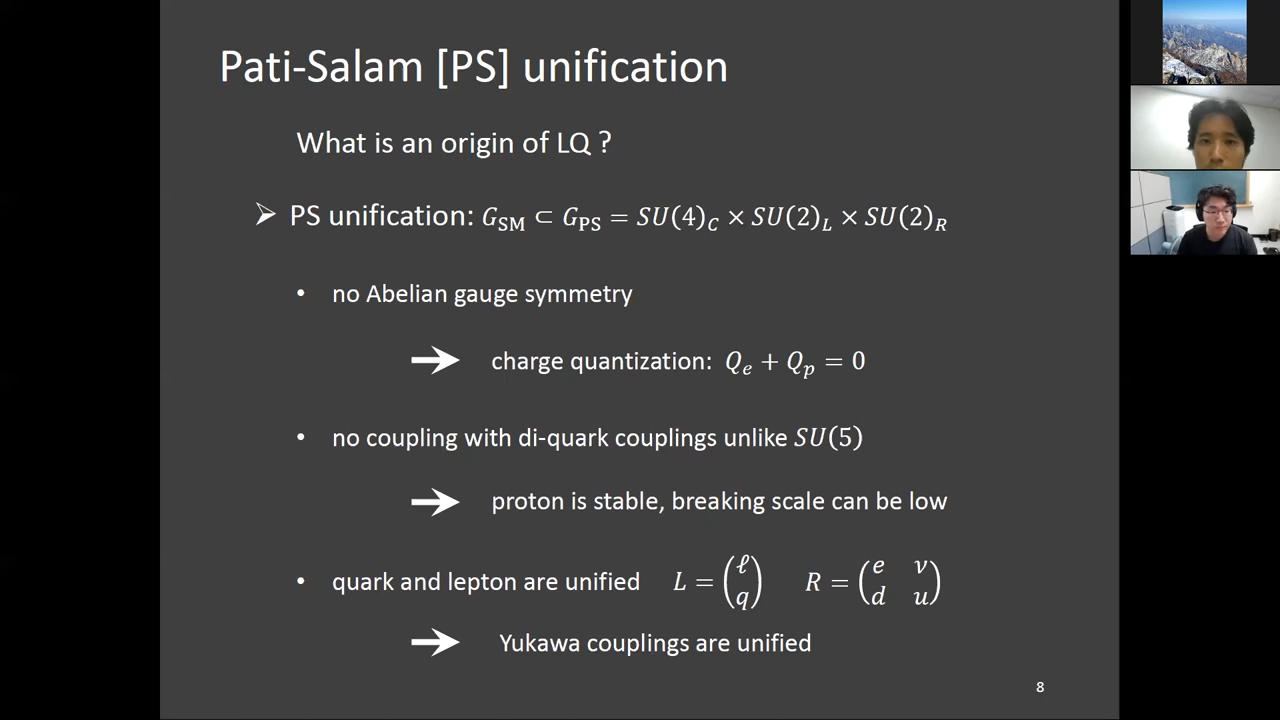 Pati-Salam [PS] unification
What is an origin of LQ ?
➢ PS unification: G_SM ⊂ G_PS = SU(4)_C × SU(2)_L × SU(2)_R
• no Abelian gauge symmetry
→ charge quantization: Q_e + Q_p = 0
• no coupling with di-quark couplings unlike SU(5)
→ proton is stable, breaking scale can be low
• quark and lepton are unified L = (ℓ q) R = (e ν d u)
→ Yukawa couplings are unified
8